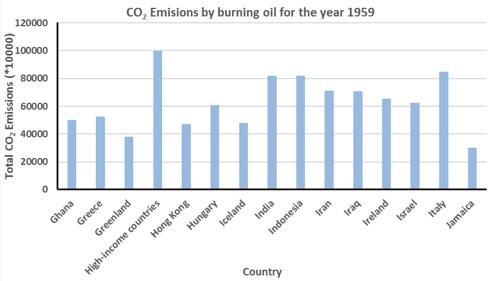 CO₂ Emisions by burning oil for the year 1959
Total CO₂ Emissions (*10000)
120000
100000
80000
60000
40000
20000
0
Ghana
Greece
Greenland
High-income countries
Hong Kong
Hungary
Iceland
India
Indonesia
Iran
Iraq
Ireland
Israel
Italy
Jamaica
Country